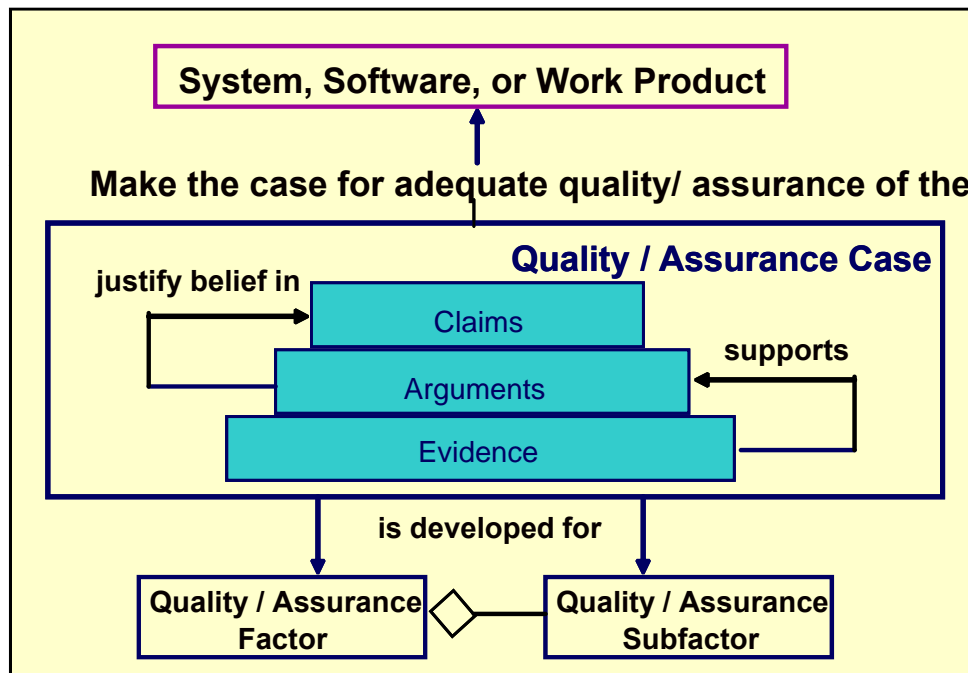 System, Software, or Work Product
Make the case for adequate quality/ assurance of the
Quality / Assurance Case
justify belief in
Claims
supports
Arguments
Evidence
is developed for
Quality / Assurance
Factor
Quality / Assurance
Subfactor